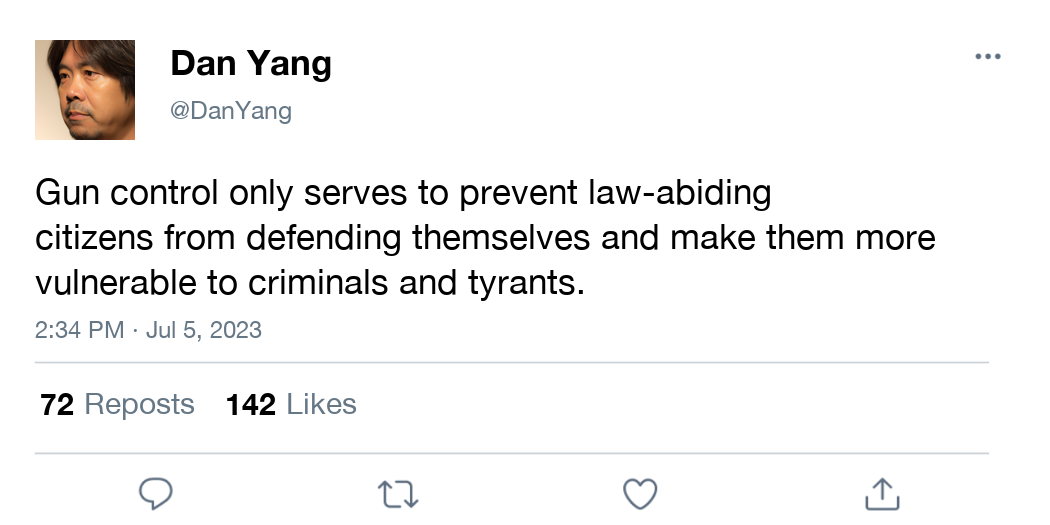 Dan Yang
@DanYang
Gun control only serves to prevent law-abiding
citizens from defending themselves and make them more
vulnerable to criminals and tyrants.
2:34 PM · Jul 5, 2023
72 Reposts 142 Likes